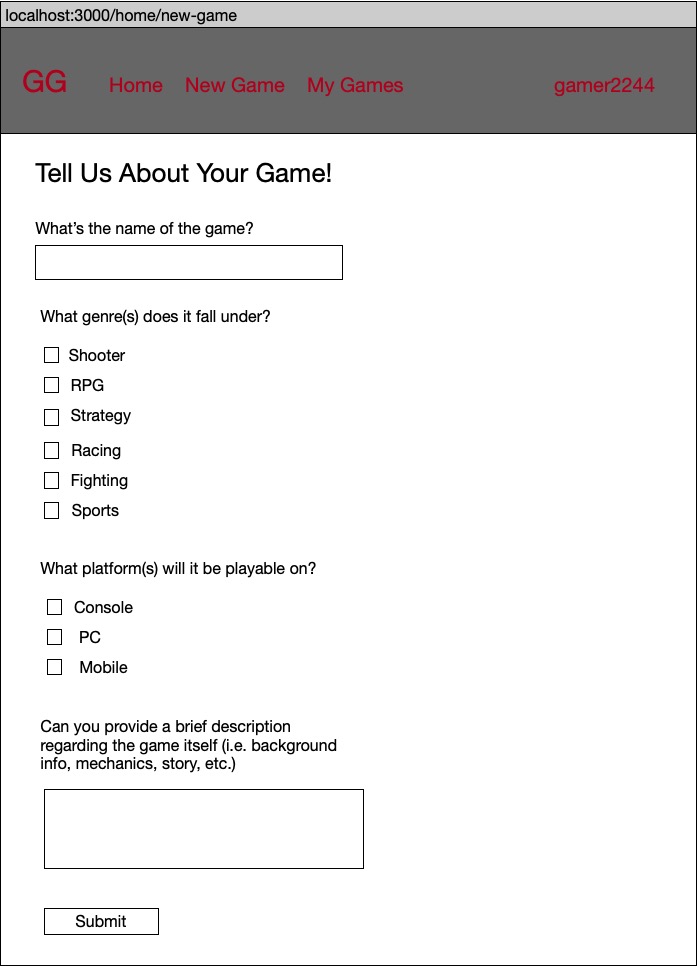 localhost:3000/home/new-game
GG Home New Game My Games gamer2244
Tell Us About Your Game!
What’s the name of the game?
What genre(s) does it fall under?
Shooter
RPG
Strategy
Racing
Fighting
Sports
What platform(s) will it be playable on?
Console
PC
Mobile
Can you provide a brief description
regarding the game itself (i.e. background
info, mechanics, story, etc.)
Submit